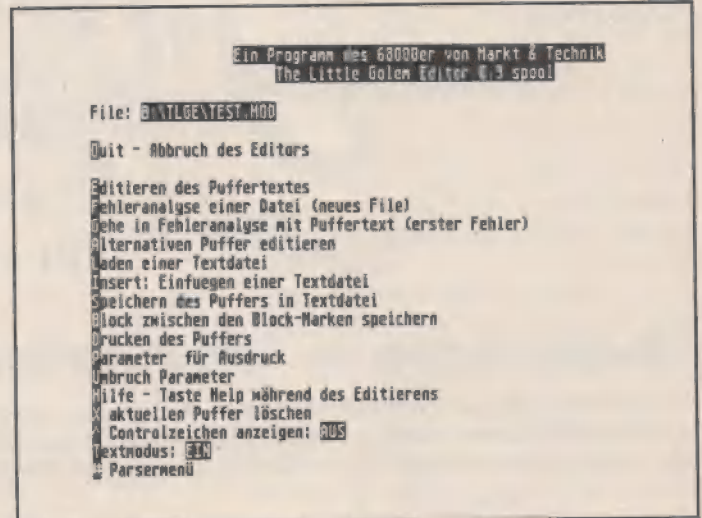 Ein Programm des 68000er von Markt & Technik
The Little Golem Editor 0.9 spool
File: B:\TLGE\TEST.MOD
Quit - Abbruch des Editors
Editieren des Puffertextes
Fehleranalyse einer Datei (neues File)
Gehe in Fehleranalyse mit Puffertext (erster Fehler)
Alternativen Puffer editieren
Laden einer Textdatei
Insert: Einfuegen einer Textdatei
Speichern des Puffers in Textdatei
Block zwischen den Block-Marken speichern
Drucken des Puffers
Parameter für Ausdruck
Umbruch Parameter
Hilfe - Taste Help während des Editierens
X aktuellen Puffer löschen
^ Controlzeichen anzeigen: AUS
Textmodus: EIN
# Parsermenü